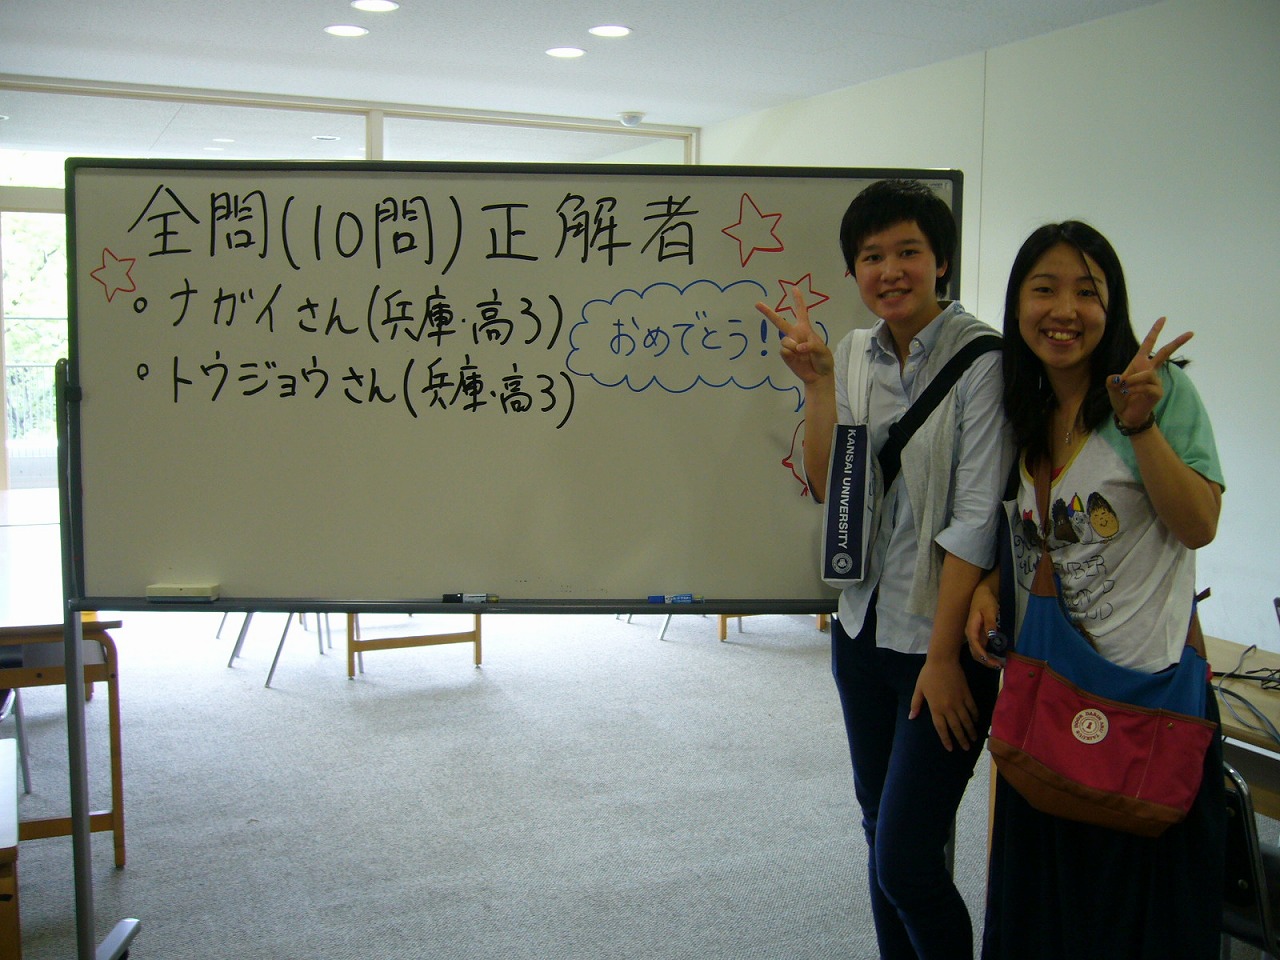 全問(10問)正解者
。ナガイさん(兵庫・高3)
。トウジョウさん(兵庫・高3)
おめでとう!
KANSAI UNIVERSITY